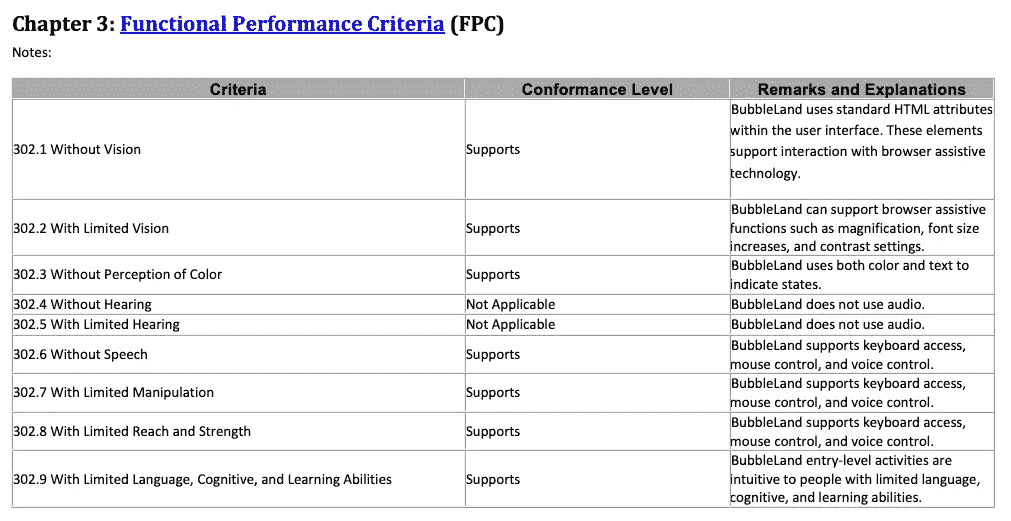 Chapter 3: Functional Performance Criteria (FPC)
Notes:
Criteria Conformance Level Remarks and Explanations
302.1 Without Vision
Supports
BubbleLand uses standard HTML attributes
within the user interface. These elements
support interaction with browser assistive
technology.
302.2 With Limited Vision
Supports
BubbleLand can support browser assistive
functions such as magnification, font size
increases, and contrast settings.
302.3 Without Perception of Color
Supports
BubbleLand uses both color and text to
indicate states.
302.4 Without Hearing
Not Applicable
BubbleLand does not use audio.
302.5 With Limited Hearing
Not Applicable
BubbleLand does not use audio.
302.6 Without Speech
Supports
BubbleLand supports keyboard access,
mouse control, and voice control.
302.7 With Limited Manipulation
Supports
BubbleLand supports keyboard access,
mouse control, and voice control.
302.8 With Limited Reach and Strength
Supports
BubbleLand supports keyboard access,
mouse control, and voice control.
302.9 With Limited Language, Cognitive, and Learning Abilities
Supports
BubbleLand entry-level activities are
intuitive to people with limited language,
cognitive, and learning abilities.